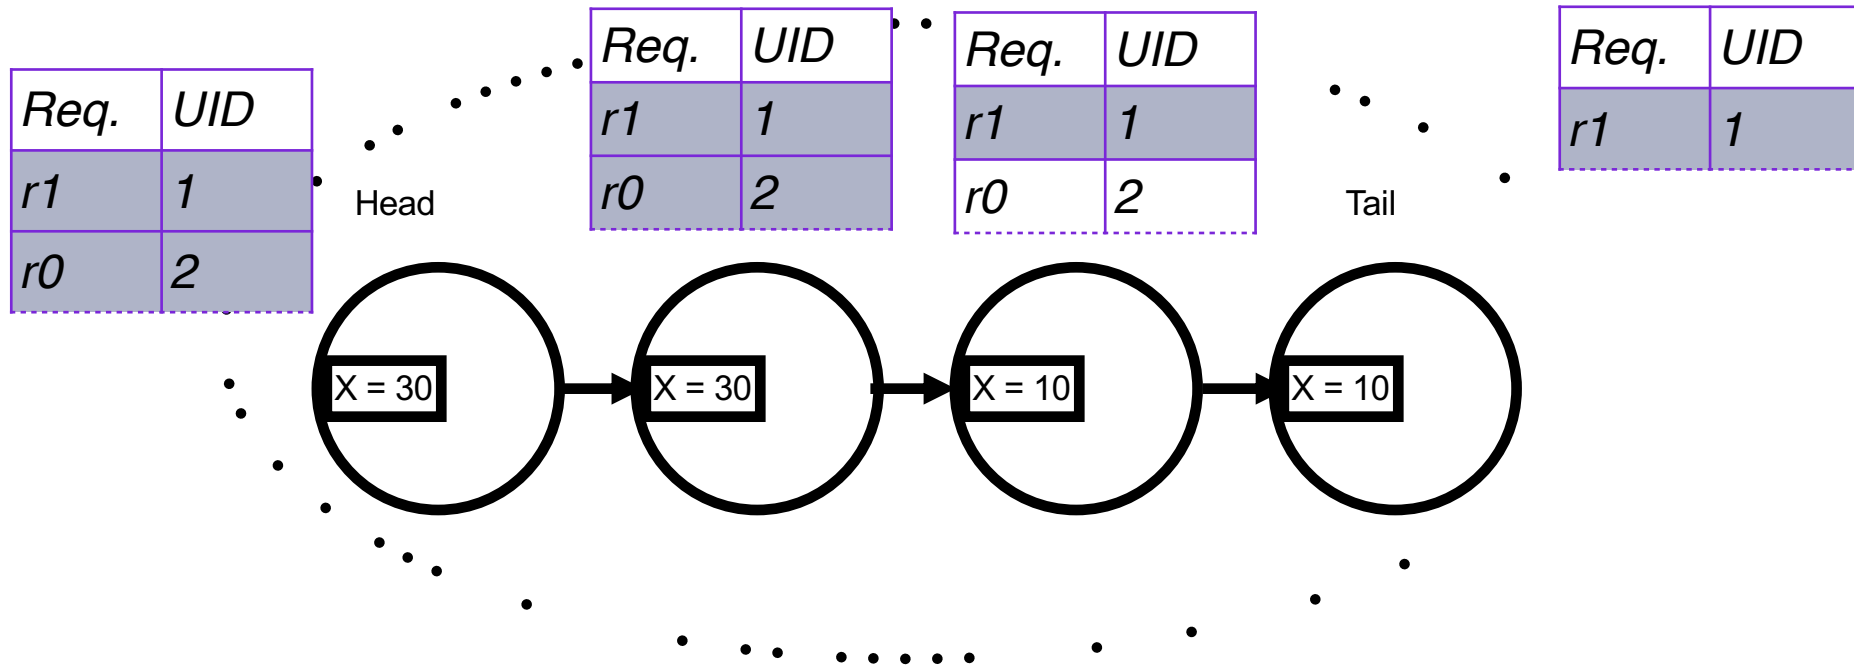 Req. UID
r1 1
r0 2
Req. UID
r1 1
r0 2
Req. UID
r1 1
r0 2
Req. UID
r1 1
Head
Tail
X = 30
X = 30
X = 10
X = 10